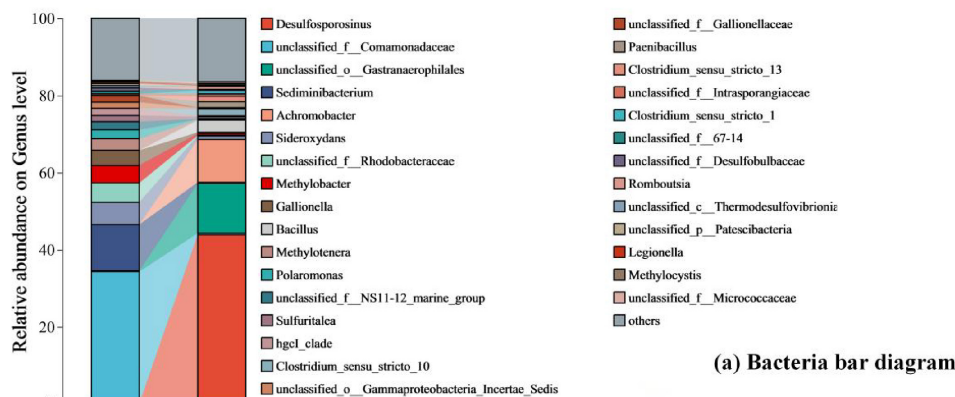 Relative abundance on Genus level
100
80
60
40
20
Desulfosporosinus
unclassified_f__Comamonadaceae
unclassified_o__Gastranaerophilales
Sediminibacterium
Achromobacter
Sideroxydans
unclassified_f__Rhodobacteraceae
Methylobacter
Gallionella
Bacillus
Methylotenera
Polaromonas
unclassified_f__NS11-12_marine_group
Sulfuritalea
hgcI_clade
Clostridium_sensu_stricto_10
unclassified_o__Gammaproteobacteria_Incertae_Sedis
unclassified_f__Gallionellaceae
Paenibacillus
Clostridium_sensu_stricto_13
unclassified_f__Intrasporangiaceae
Clostridium_sensu_stricto_1
unclassified_f__67-14
unclassified_f__Desulfobulbaceae
Romboutsia
unclassified_c__Thermodesulfovibrionia
unclassified_p__Patescibacteria
Legionella
Methylocystis
unclassified_f__Micrococcaceae
others
(a) Bacteria bar diagram